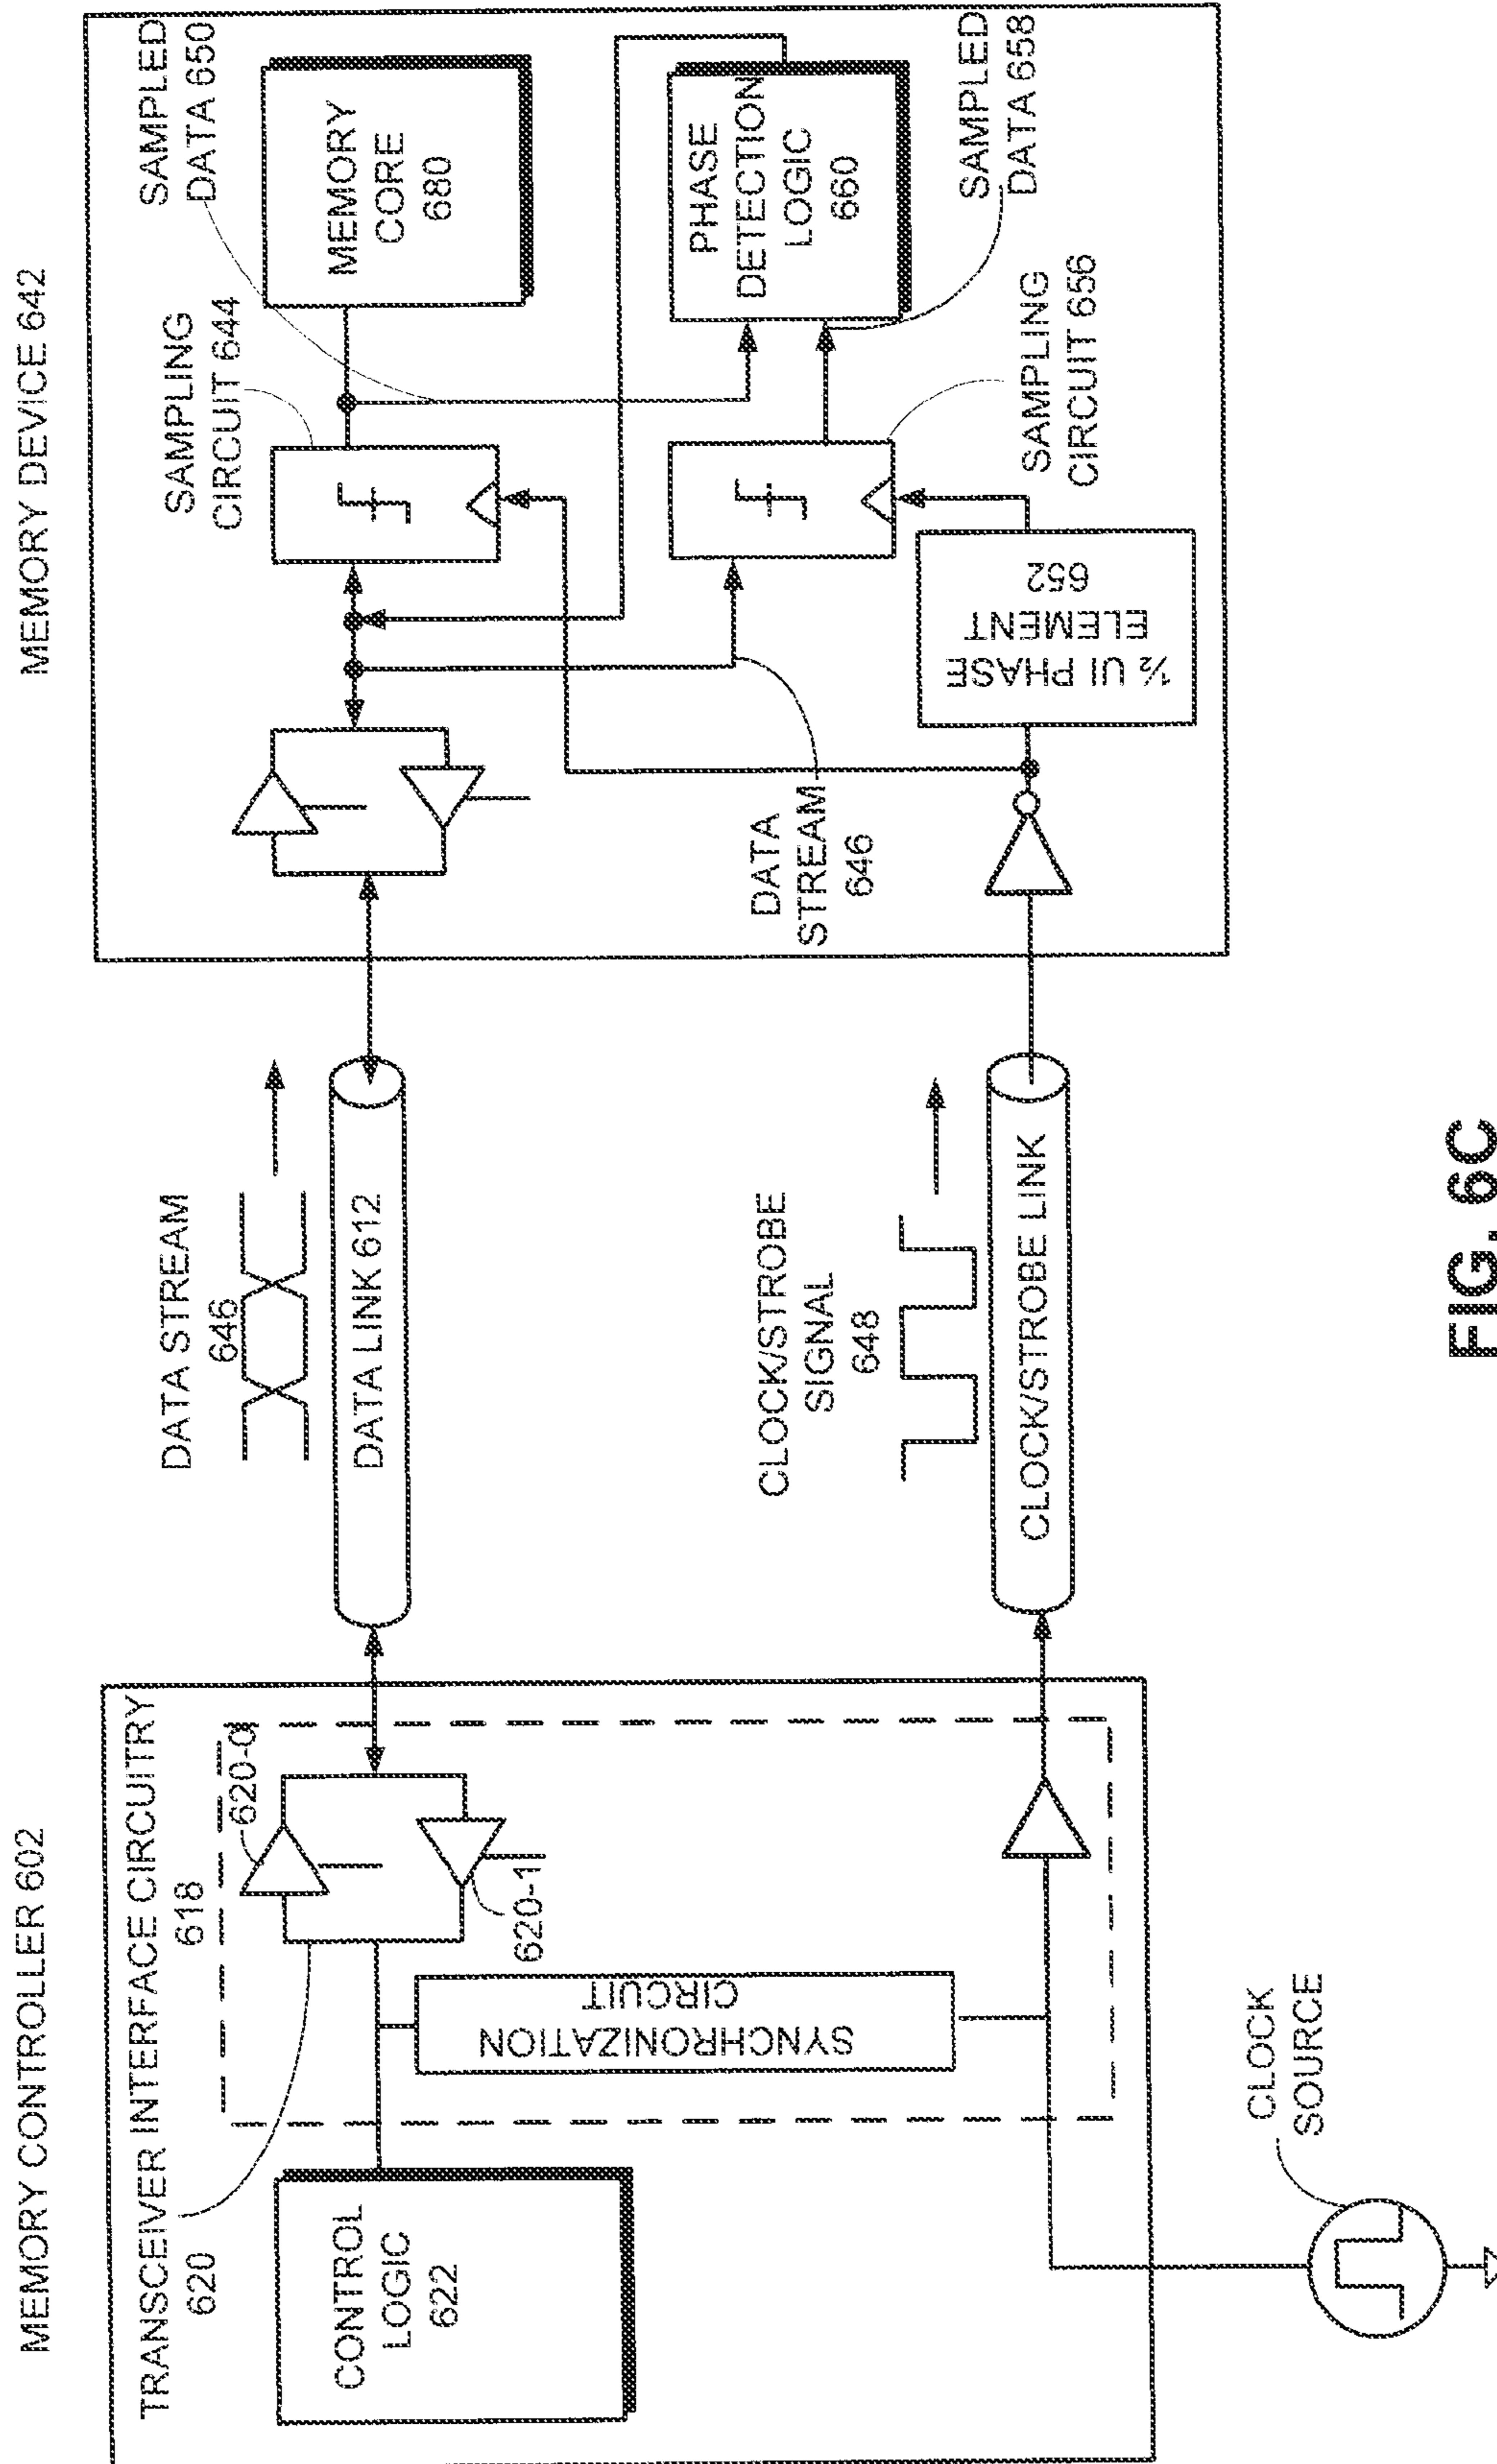 MEMORY CONTROLLER 602
MEMORY DEVICE 642
TRANSCEIVER
620
INTERFACE CIRCUITRY
618
620-0
620-1
CONTROL
LOGIC
622
SYNCHRONIZATION
CIRCUIT
CLOCK
SOURCE
DATA STREAM
646
DATA LINK 612
CLOCK/STROBE
SIGNAL
648
CLOCK/STROBE LINK
SAMPLING
CIRCUIT 644
SAMPLED
DATA 650
MEMORY
CORE
680
DATA
STREAM
646
PHASE
DETECTION
LOGIC
660
SAMPLED
DATA 658
SAMPLING
CIRCUIT 656
½ UI PHASE
ELEMENT
652
FIG. 6C